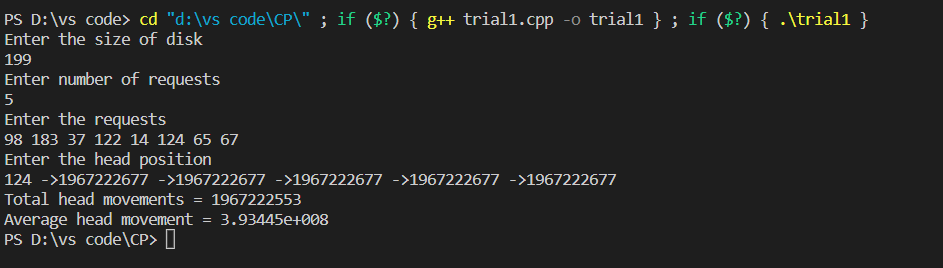 PS D:\vs code> cd "d:\vs code\CP\" ; if ($?) { g++ trial1.cpp -o trial1 } ; if ($?) { .\trial1 }
Enter the size of disk
199
Enter number of requests
5
Enter the requests
98 183 37 122 14 124 65 67
Enter the head position
124 ->1967222677 ->1967222677 ->1967222677 ->1967222677 ->1967222677
Total head movements = 1967222553
Average head movement = 3.93445e+008
PS D:\vs code\CP>